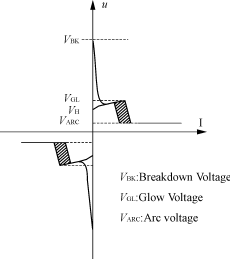 u
VBK
VGL
VH
VARC
I
VBK:Breakdown Voltage
VGL:Glow Voltage
VARC:Arc voltage